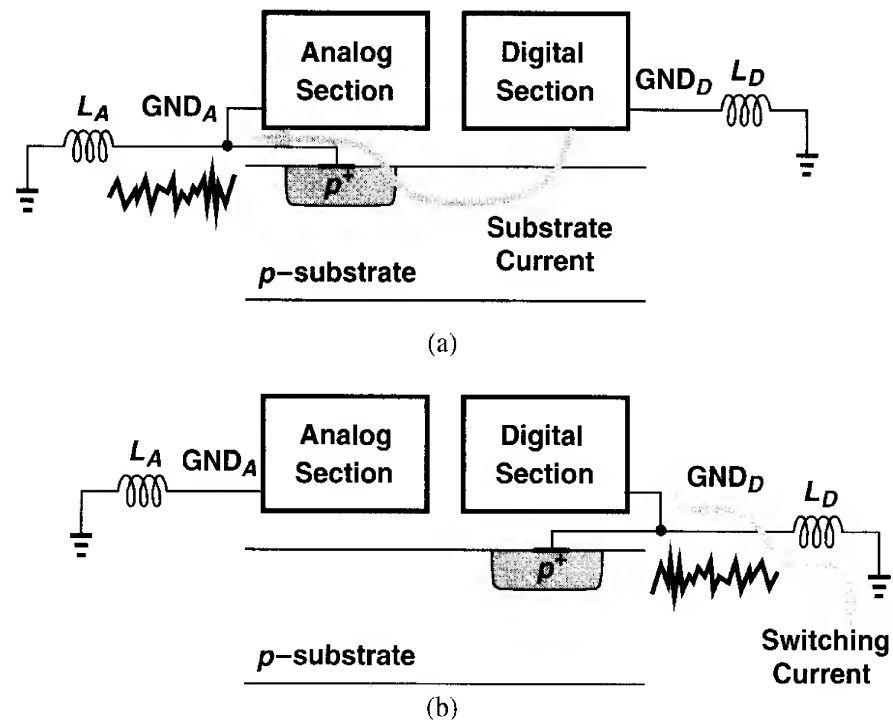 Analog
Section
Digital
Section
L_A
GND_A
GND_D
L_D
p+
Substrate
Current
p–substrate
(a)
Analog
Section
Digital
Section
L_A
GND_A
GND_D
L_D
p+
p–substrate
Switching
Current
(b)